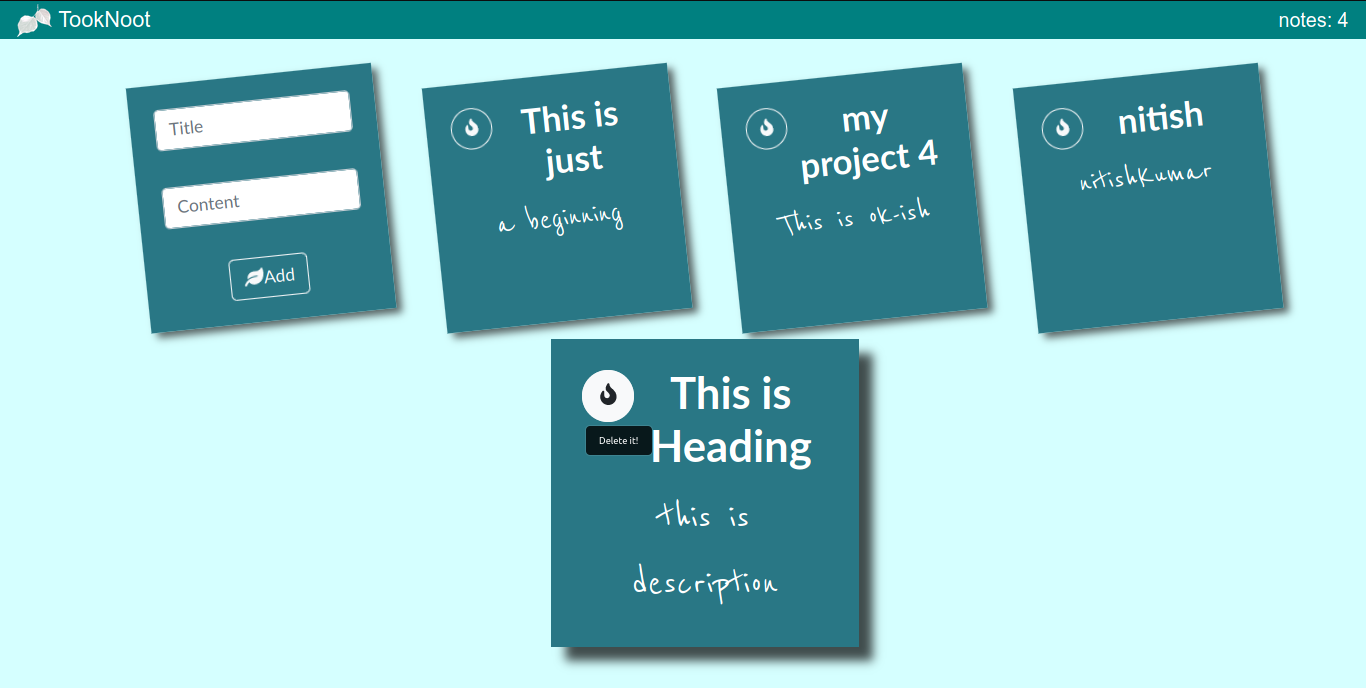 TookNoot
notes: 4
Title
Content
Add
This is
just
a beginning
my
project 4
This is ok-ish
nitish
nitishKumar
This is
Heading
Delete it!
this is
description